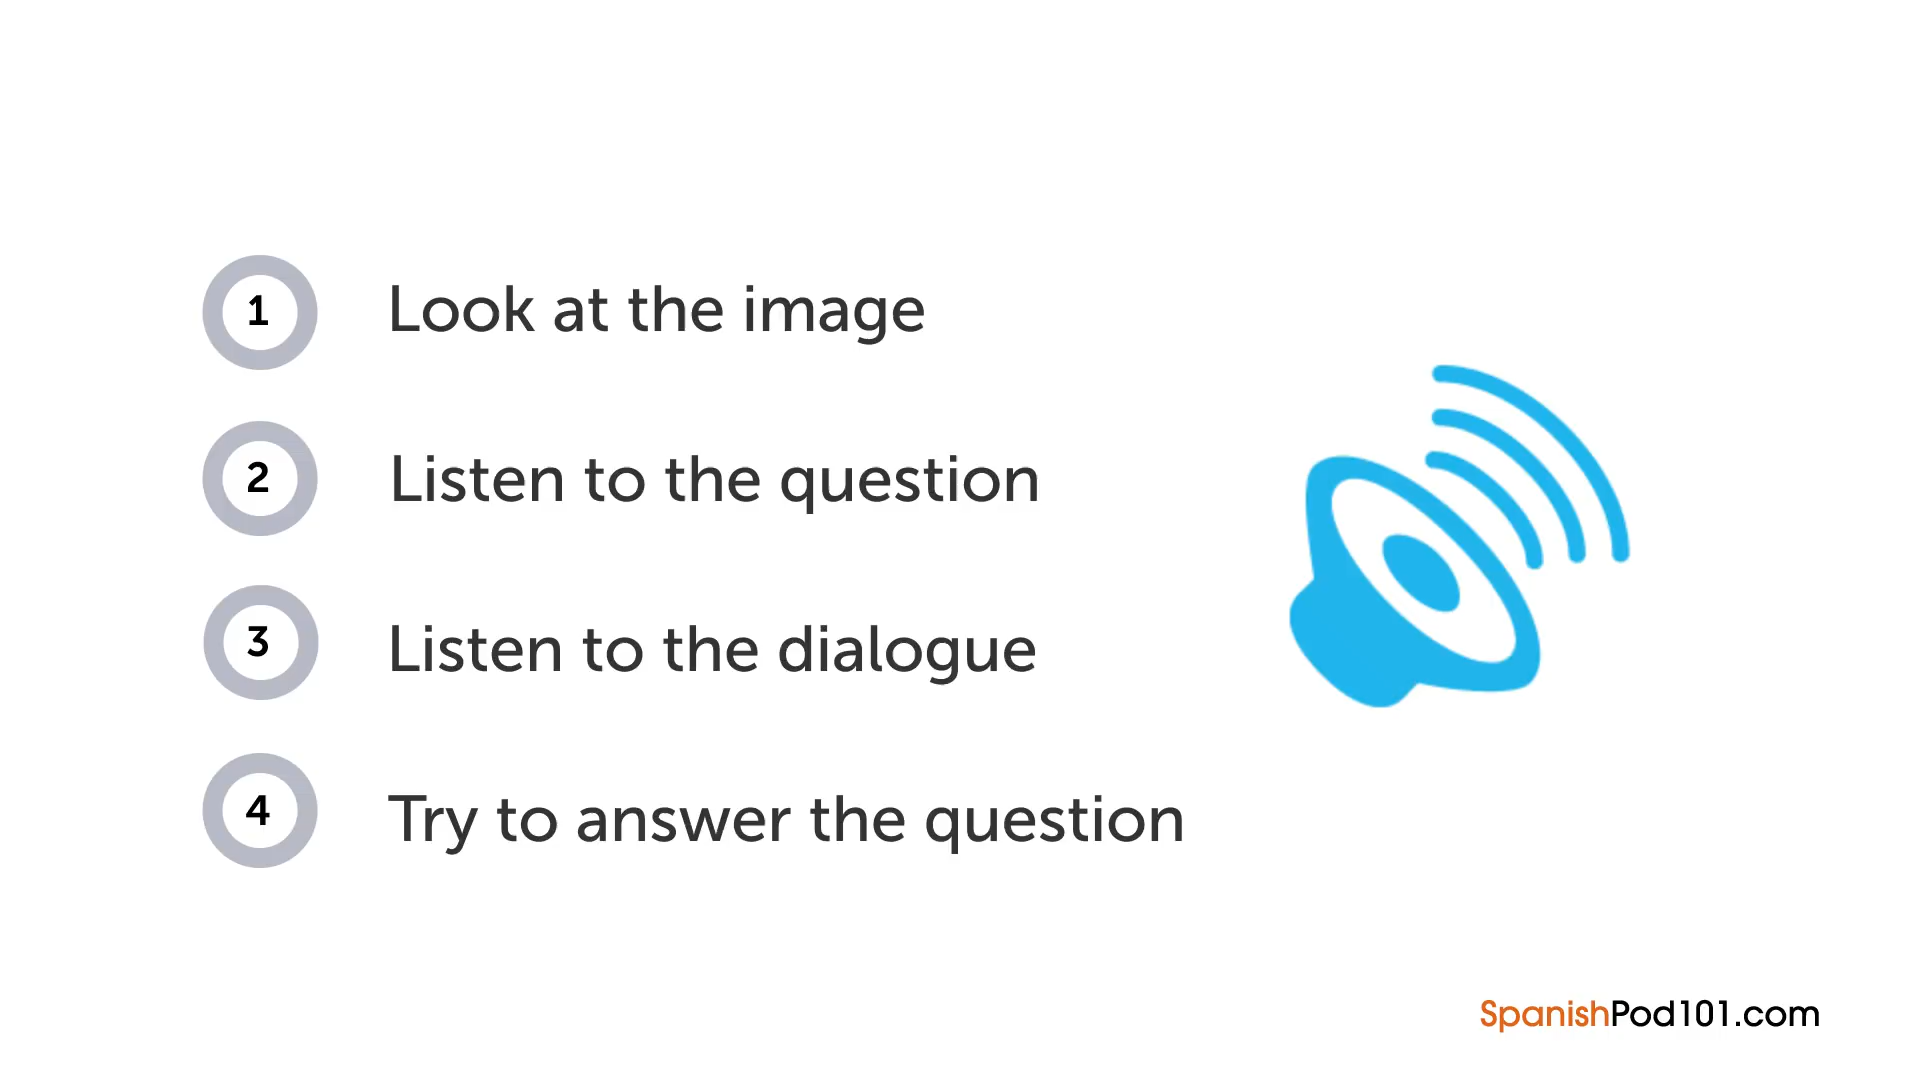 1 Look at the image
2 Listen to the question
3 Listen to the dialogue
4 Try to answer the question
SpanishPod101.com